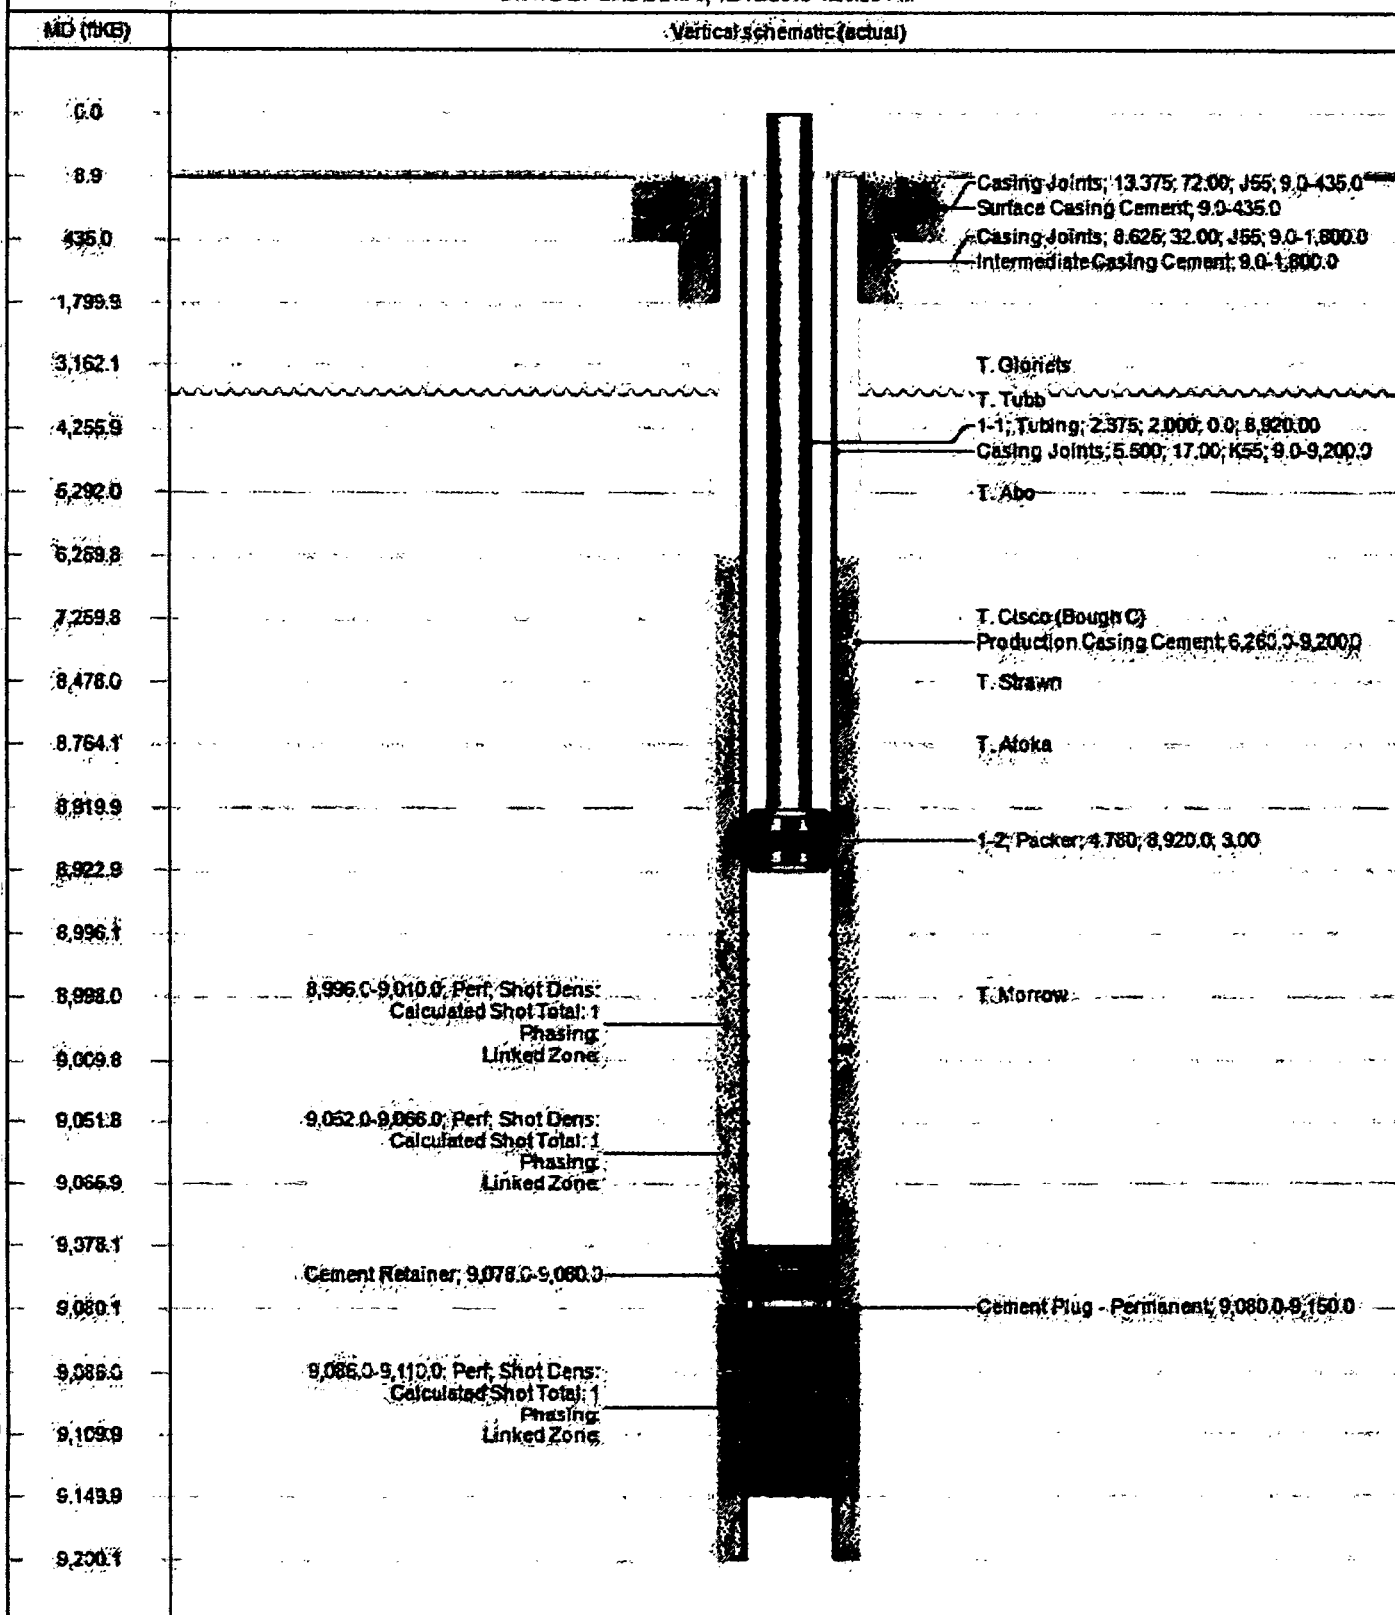 MD (ftKB)
Vertical schematic (actual)
0.0
8.9
Casing Joints; 13.375; 72.00; J55; 9.0-435.0
Surface Casing Cement; 9.0-435.0
435.0
Casing Joints; 8.625; 32.00; J55; 9.0-1,800.0
Intermediate Casing Cement; 9.0-1,800.0
1,799.9
3,162.1
T. Glorieta
T. Tubb
4,255.9
1-1; Tubing; 2.375; 2.000; 0.0; 8,920.00
Casing Joints; 5.500; 17.00; K55; 9.0-9,200.0
5,292.0
T. Abo
6,259.8
7,259.8
T. Cisco (Bough C)
Production Casing Cement; 6,260.0-9,200.0
8,478.0
T. Strawn
8,764.1
T. Atoka
8,919.9
1-2; Packer; 4.780; 8,920.0; 3.00
8,922.9
8,996.1
8,998.0
8,996.0-9,010.0; Perf; Shot Dens:
T. Morrow
Calculated Shot Total: 1
Phasing:
Linked Zone:
9,009.8
9,051.8
9,052.0-9,066.0; Perf; Shot Dens:
Calculated Shot Total: 1
Phasing:
Linked Zone:
9,065.9
9,078.1
Cement Retainer; 9,078.0-9,080.0
9,080.1
Cement Plug - Permanent; 9,080.0-9,150.0
9,086.0
9,086.0-9,110.0; Perf; Shot Dens:
Calculated Shot Total: 1
Phasing:
Linked Zone:
9,109.9
9,149.9
9,200.1